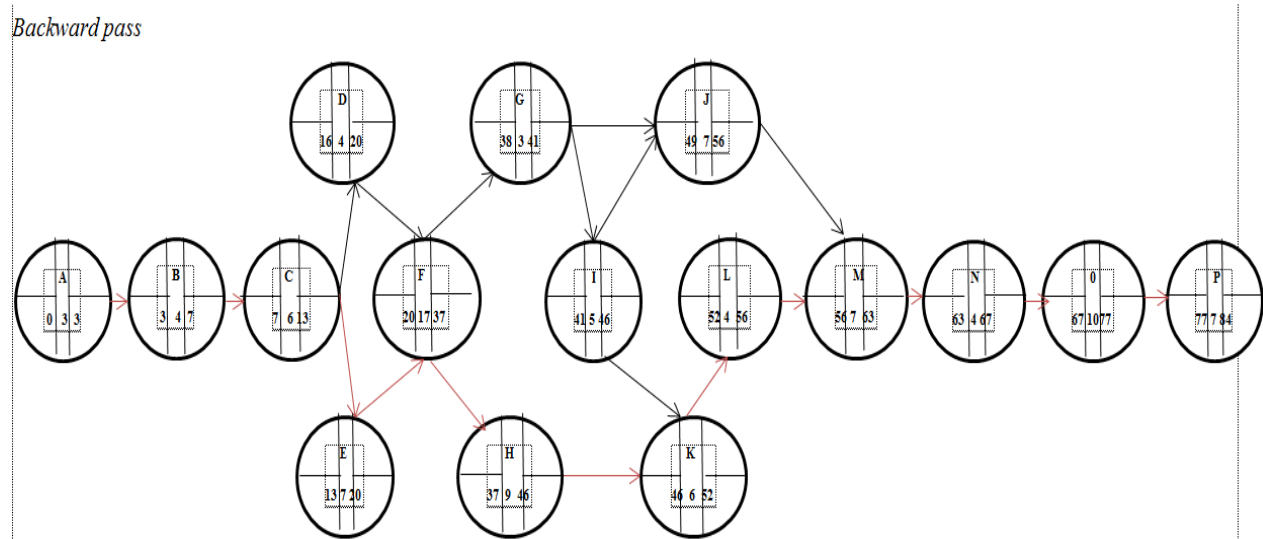 Backward pass
D
16 4 20
G
38 3 41
J
49 7 56
A
0 3 3
B
3 4 7
C
7 6 13
F
20 17 37
I
41 5 46
L
52 4 56
M
56 7 63
N
63 4 67
0
67 10 77
P
77 7 84
E
13 7 20
H
37 9 46
K
46 6 52